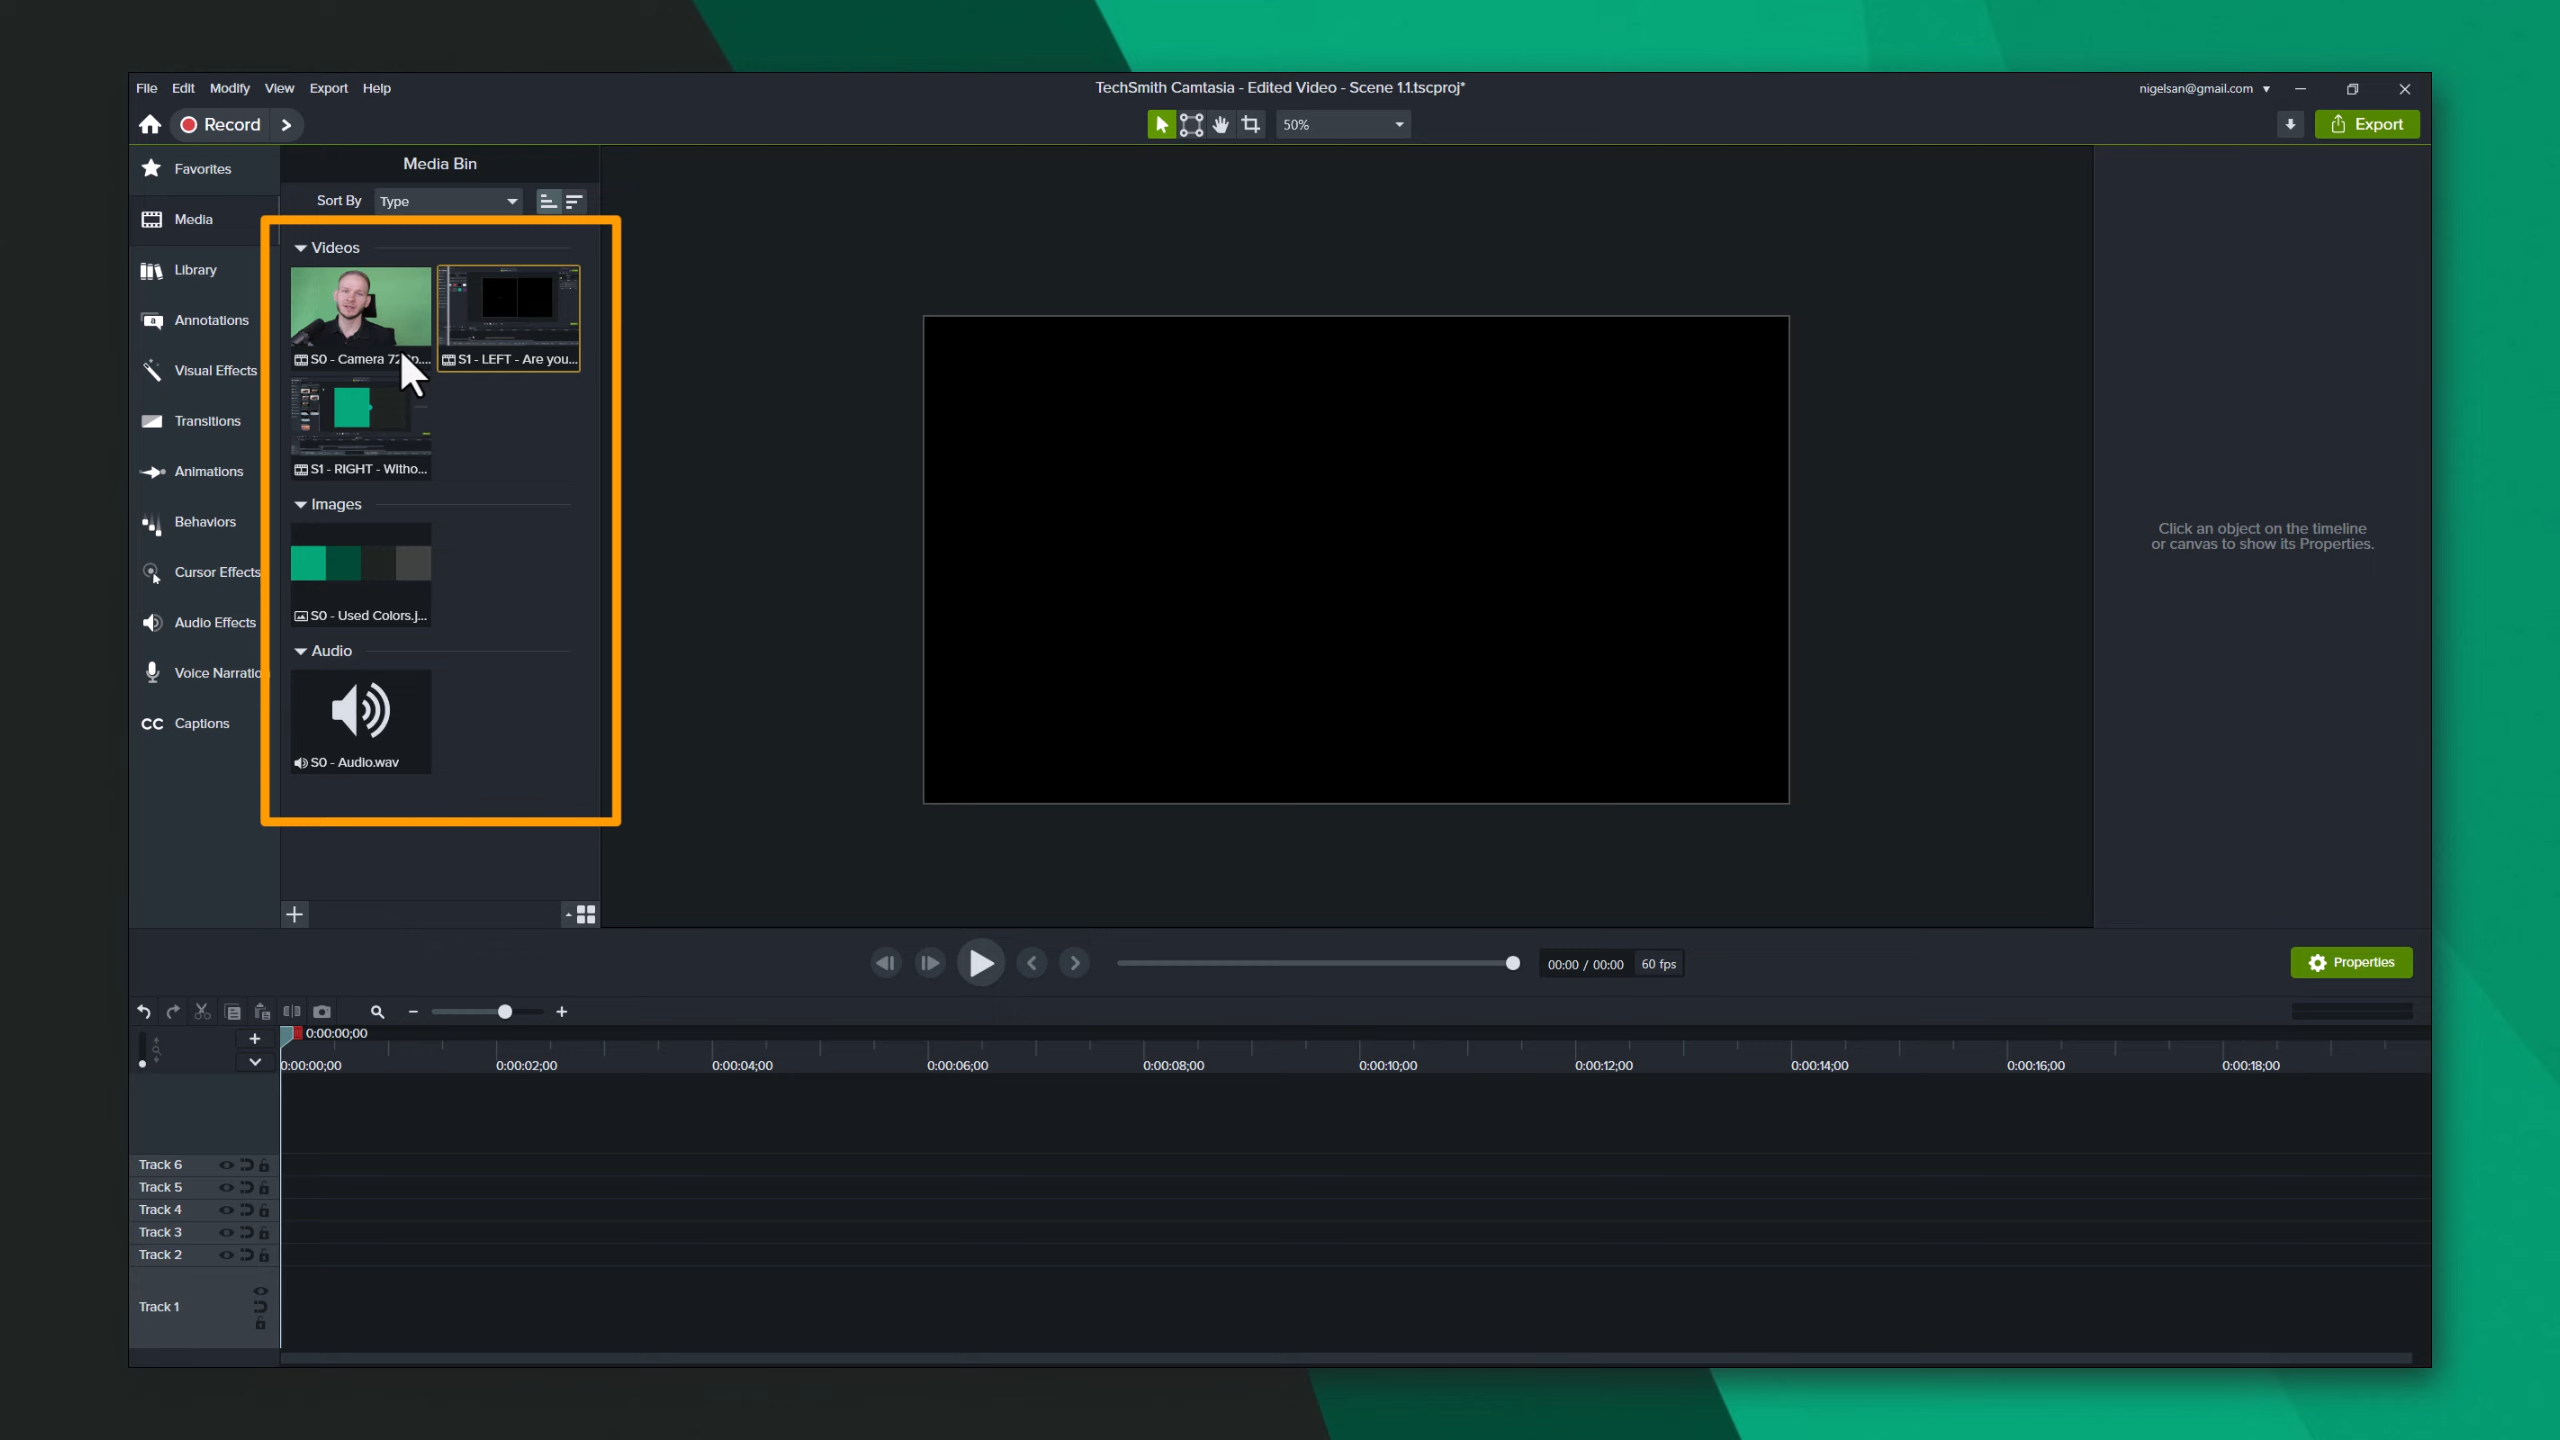 File Edit Modify View Export Help
TechSmith Camtasia - Edited Video - Scene 1.1.tscproj*
nigelsan@gmail.com
Record
50%
Export
Favorites
Media
Library
Annotations
Visual Effects
Transitions
Animations
Behaviors
Cursor Effects
Audio Effects
Voice Narratio
CC Captions
Media Bin
Sort By Type
Videos
S0 - Camera 72 p....
S1 - LEFT - Are you...
S1 - RIGHT - Witho...
Images
S0 - Used Colors.j...
Audio
S0 - Audio.wav
Click an object on the timeline
or canvas to show its Properties.
00:00 / 00:00 60 fps
Properties
0:00:00;00
0:00:00;00 0:00:02;00 0:00:04;00 0:00:06;00 0:00:08;00 0:00:10;00 0:00:12;00 0:00:14;00 0:00:16;00 0:00:18;00
Track 6
Track 5
Track 4
Track 3
Track 2
Track 1